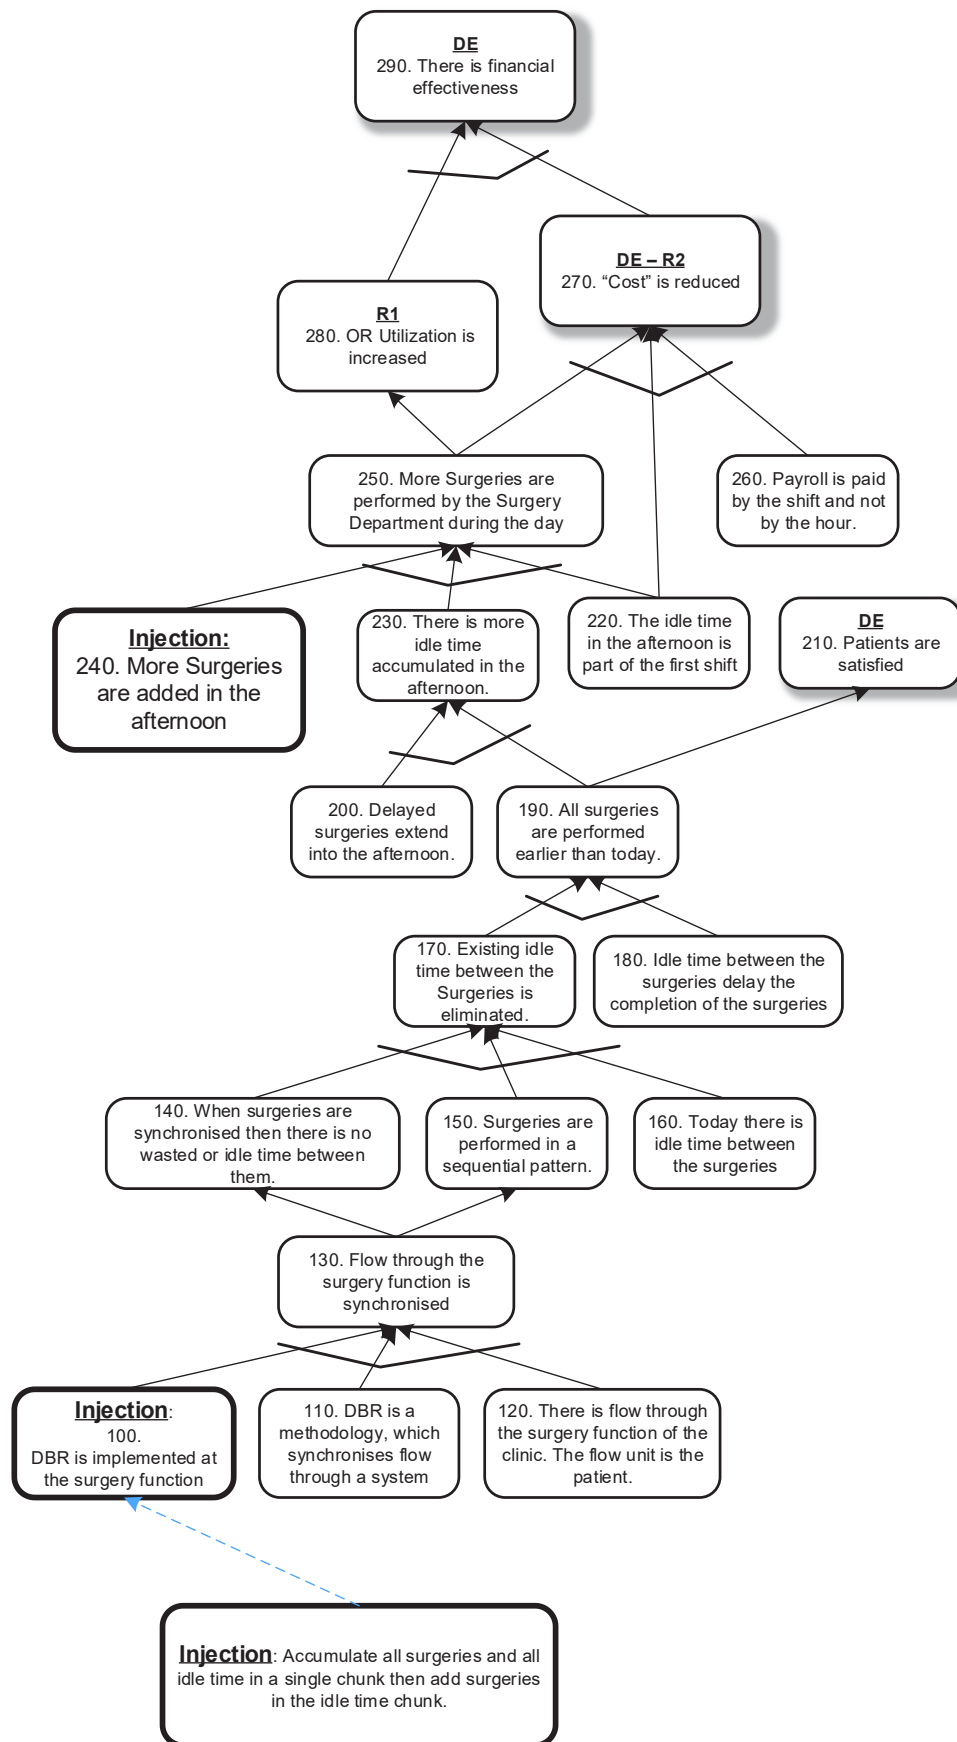 DE
290. There is financial
effectiveness
DE – R2
270. “Cost” is reduced
R1
280. OR Utilization is
increased
250. More Surgeries are
performed by the Surgery
Department during the day
260. Payroll is paid
by the shift and not
by the hour.
Injection:
240. More Surgeries
are added in the
afternoon
230. There is more
idle time
accumulated in the
afternoon.
220. The idle time
in the afternoon is
part of the first shift
DE
210. Patients are
satisfied
200. Delayed
surgeries extend
into the afternoon.
190. All surgeries
are performed
earlier than today.
170. Existing idle
time between the
Surgeries is
eliminated.
180. Idle time between the
surgeries delay the
completion of the surgeries
140. When surgeries are
synchronised then there is no
wasted or idle time between
them.
150. Surgeries are
performed in a
sequential pattern.
160. Today there is
idle time between
the surgeries
130. Flow through the
surgery function is
synchronised
Injection:
100.
DBR is implemented at
the surgery function
110. DBR is a
methodology, which
synchronises flow
through a system
120. There is flow through
the surgery function of the
clinic. The flow unit is the
patient.
Injection: Accumulate all surgeries and all
idle time in a single chunk then add surgeries
in the idle time chunk.